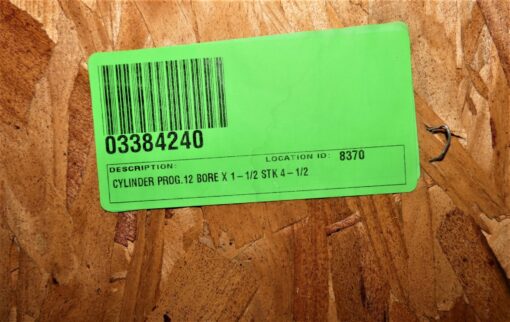 03384240
DESCRIPTION: LOCATION ID: 8370
CYLINDER PROG.12 BORE X 1-1/2 STK 4-1/2